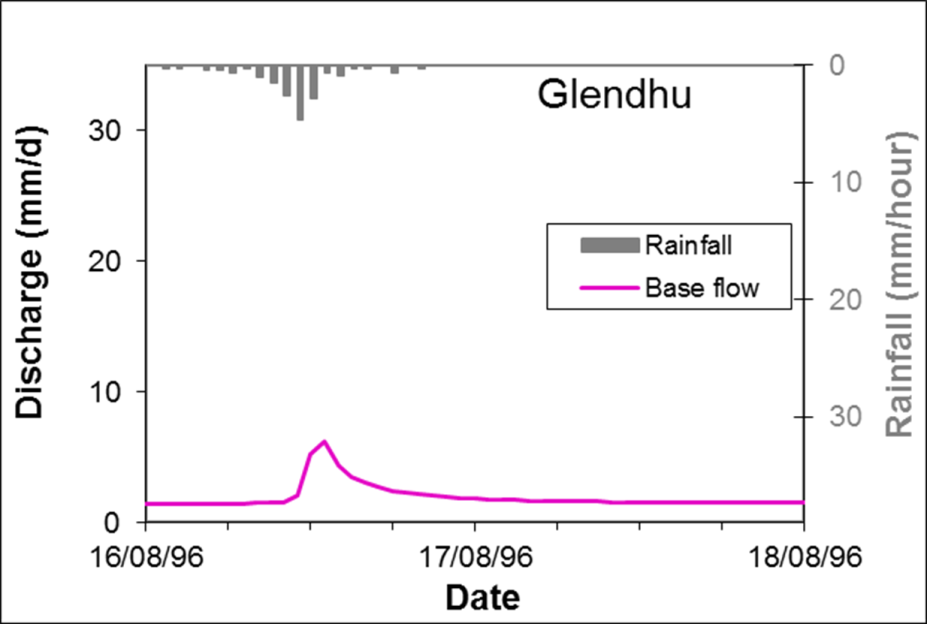 Glendhu
Discharge (mm/d)
30
20
10
0
0
10
20
30
Rainfall (mm/hour)
Rainfall
Base flow
16/08/96
17/08/96
18/08/96
Date